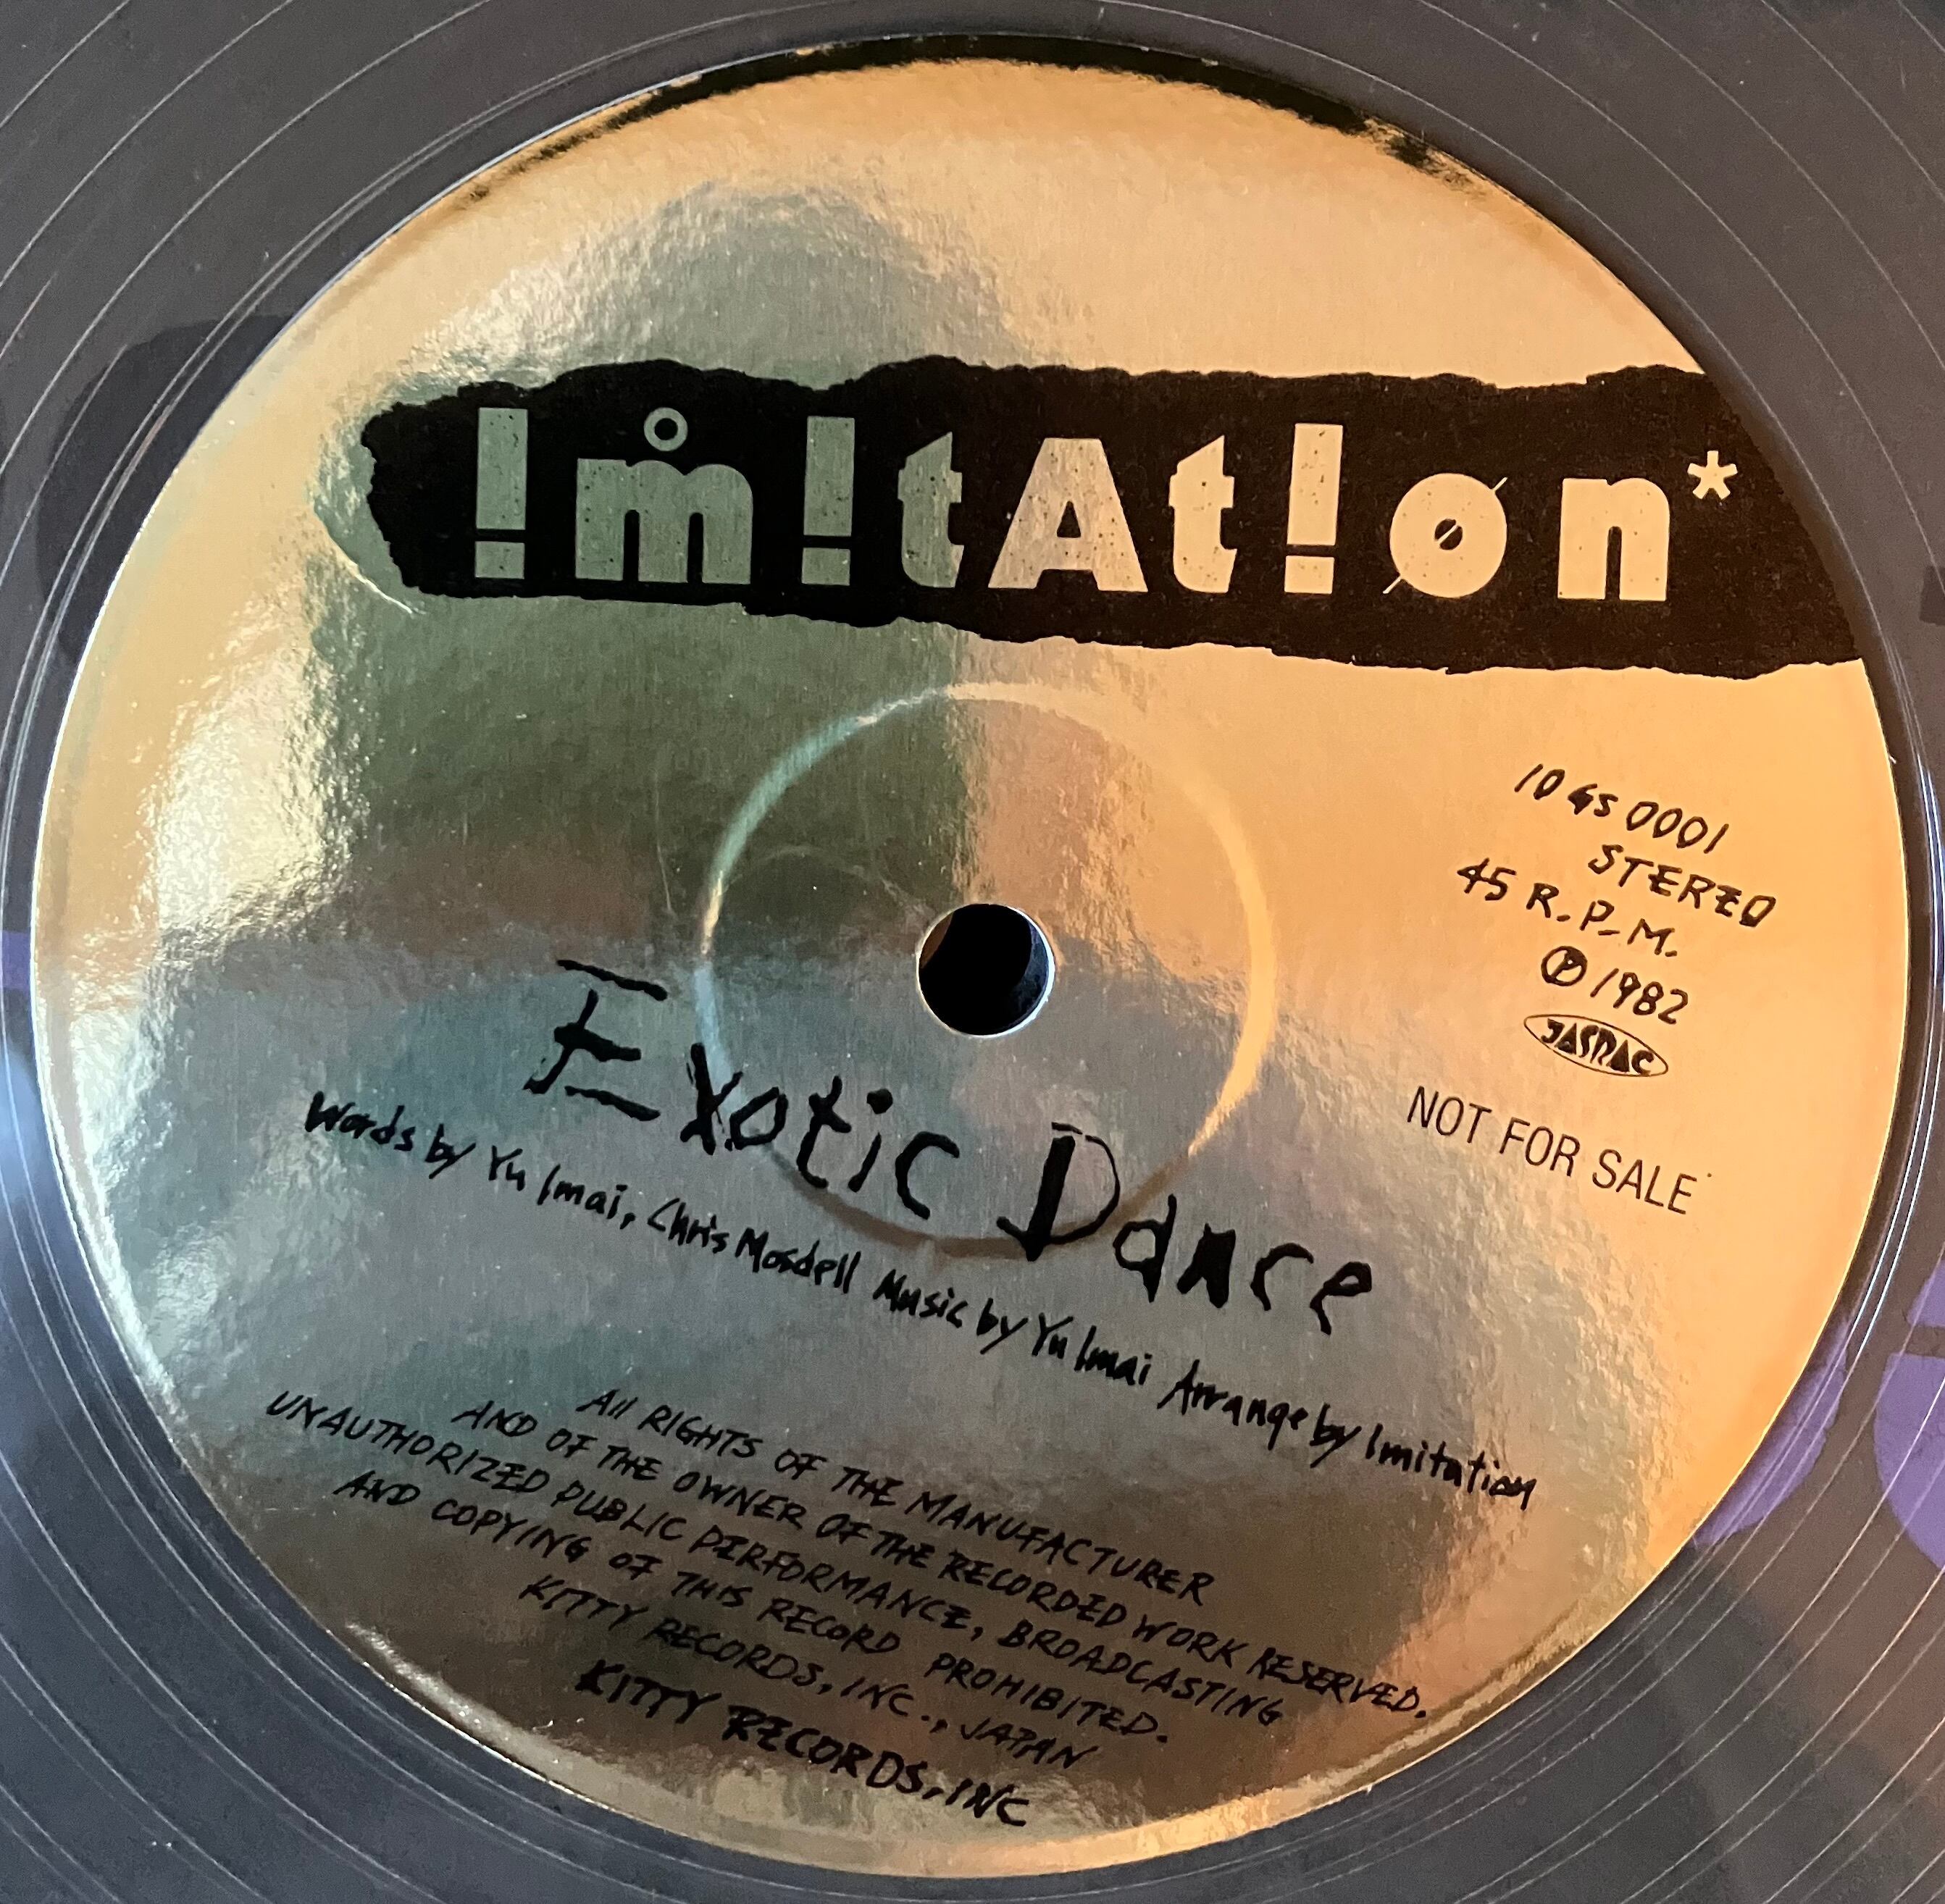 !m̊!tAt!øn*
10 GS 0001
STEREO
45 R.P.M.
Ⓟ 1982
JASRAC
NOT FOR SALE
Exotic Dance
Words by Yu Imai, Chris Mosdell Music by Yu Imai Arrange by Imitation
All RIGHTS OF THE MANUFACTURER
AND OF THE OWNER OF THE RECORDED WORK RESERVED.
UNAUTHORIZED PUBLIC PERFORMANCE, BROADCASTING
AND COPYING OF THIS RECORD PROHIBITED.
KITTY RECORDS, INC., JAPAN
KITTY RECORDS, INC